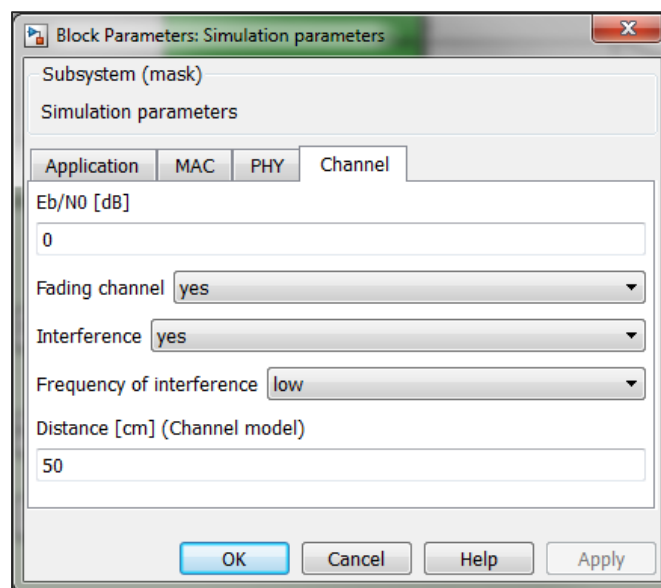 Block Parameters: Simulation parameters
Subsystem (mask)
Simulation parameters
Application MAC PHY Channel
Eb/N0 [dB]
0
Fading channel yes
Interference yes
Frequency of interference low
Distance [cm] (Channel model)
50
OK Cancel Help Apply